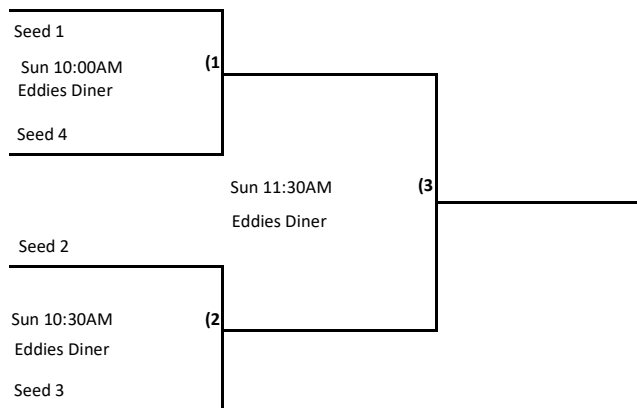 Seed 1
Sun 10:00AM
(1
Eddies Diner
Seed 4
Sun 11:30AM
(3
Eddies Diner
Seed 2
Sun 10:30AM
(2
Eddies Diner
Seed 3